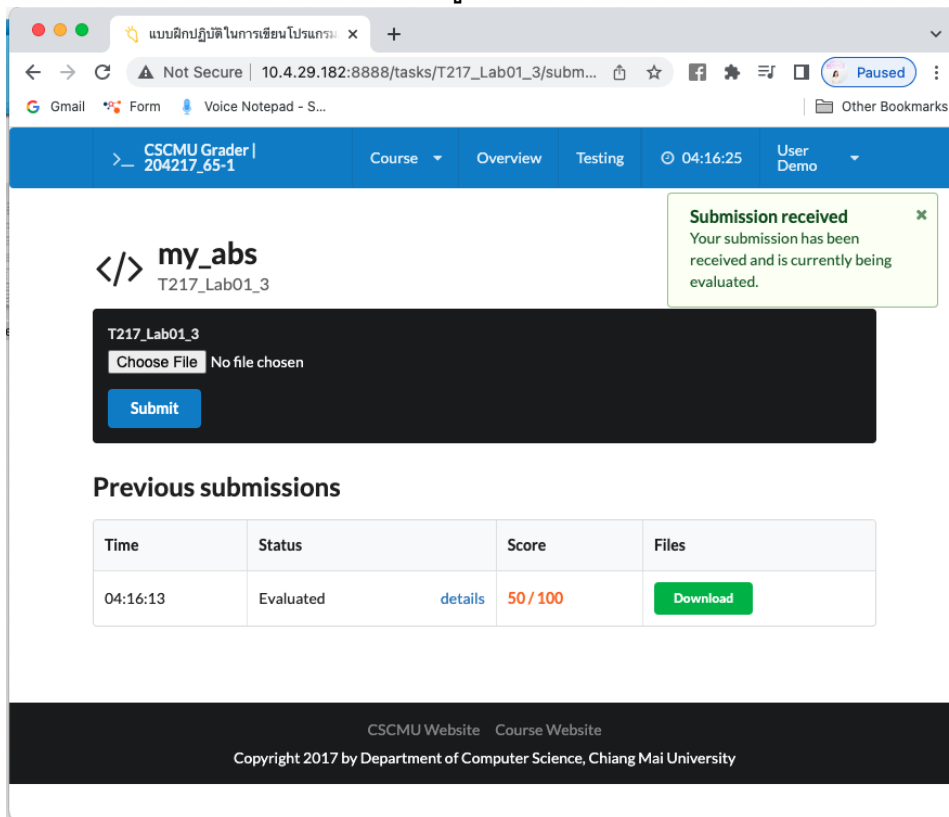 แบบฝึกปฏิบัติในการเขียนโปรแกรม
Not Secure | 10.4.29.182:8888/tasks/T217_Lab01_3/subm...
Paused
Gmail
Form
Voice Notepad - S...
Other Bookmarks
>_ CSCMU Grader |
204217_65-1
Course
Overview
Testing
04:16:25
User
Demo
Submission received
Your submission has been
received and is currently being
evaluated.
</> my_abs
T217_Lab01_3
T217_Lab01_3
Choose File No file chosen
Submit
Previous submissions
Time Status Score Files
04:16:13 Evaluated details 50 / 100 Download
CSCMU Website Course Website
Copyright 2017 by Department of Computer Science, Chiang Mai University